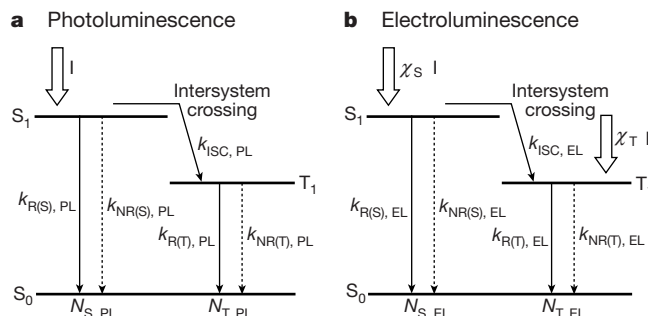 a Photoluminescence
I
Intersystem
crossing
S1
kISC, PL
T1
kR(S), PL
kNR(S), PL
kR(T), PL
kNR(T), PL
S0
NS, PL
NT, PL
b Electroluminescence
χS I
Intersystem
crossing
S1
kISC, EL
χT I
T
kR(S), EL
kNR(S), EL
kR(T), EL
kNR(T), EL
S0
NS, EL
NT, EL